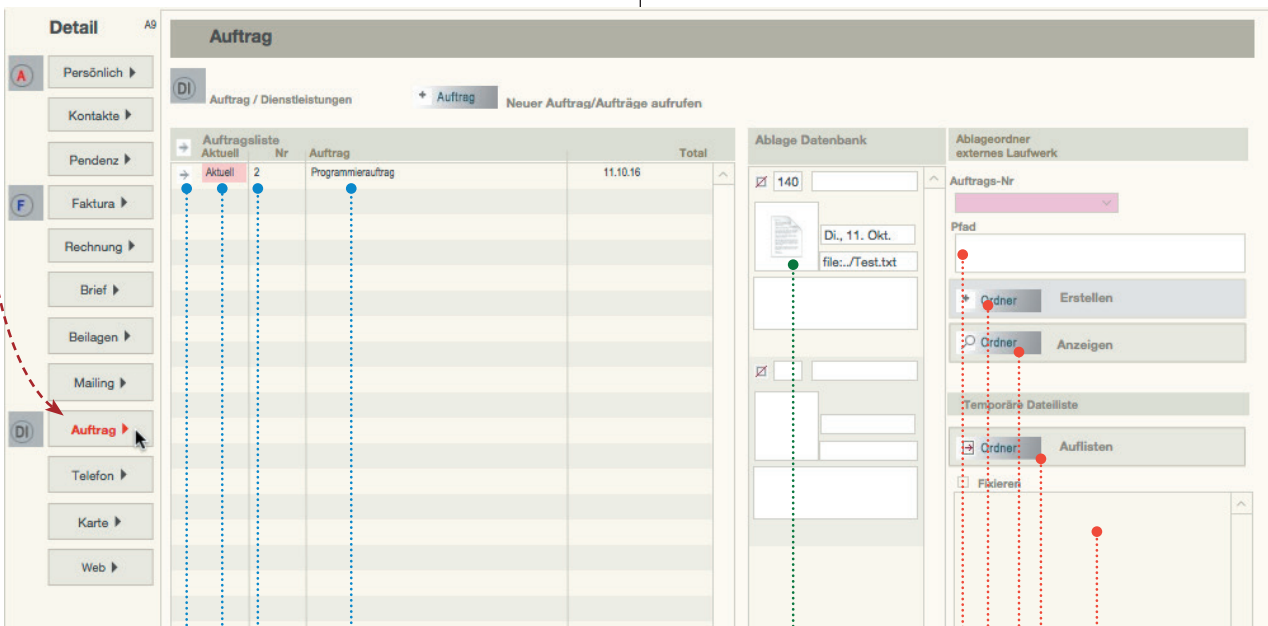 Detail A9
A
Persönlich
Kontakte
Pendenz
F
Faktura
Rechnung
Brief
Beilagen
Mailing
DI
Auftrag
Telefon
Karte
Web
Auftrag
DI
Auftrag / Dienstleistungen
+ Auftrag
Neuer Auftrag/Aufträge aufrufen
Auftragsliste
Aktuell Nr Auftrag Total
Aktuell 2 Programmierauftrag 11.10.16
Ablage Datenbank
140
Di., 11. Okt.
file:../Test.txt
Ablageordner
externes Laufwerk
Auftrags-Nr
Pfad
+ Ordner Erstellen
Ordner Anzeigen
Temporäre Dateiliste
Ordner Auflisten
Fixieren